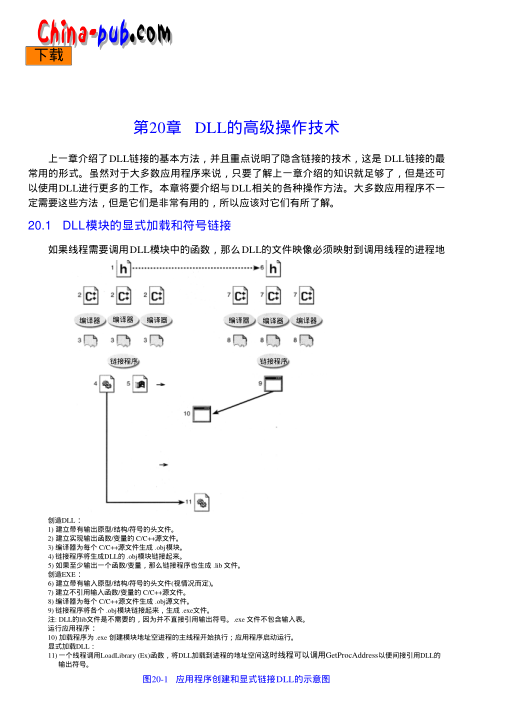 China-pub.com
下载
第20章 DLL的高级操作技术
上一章介绍了DLL链接的基本方法，并且重点说明了隐含链接的技术，这是 DLL链接的最
常用的形式。虽然对于大多数应用程序来说，只要了解上一章介绍的知识就足够了，但是还可
以使用DLL进行更多的工作。本章将要介绍与 DLL相关的各种操作方法。大多数应用程序不一
定需要这些方法，但是它们是非常有用的，所以应该对它们有所了解。
20.1 DLL模块的显式加载和符号链接
如果线程需要调用DLL模块中的函数，那么 DLL的文件映像必须映射到调用线程的进程地
1 h 6 h
2 C+ 2 C+ 2 C+ 7 C+ 7 C+ 7 C+
编译器 编译器 编译器 编译器 编译器 编译器
3 3 3 8 8 8
链接程序 链接程序
4 5 9
10
11
创造DLL：
1) 建立带有输出原型/结构/符号的头文件。
2) 建立实现输出函数/变量的 C/C++源文件。
3) 编译器为每个 C/C++源文件生成 .obj模块。
4) 链接程序将生成DLL的 .obj模块链接起来。
5) 如果至少输出一个函数/变量，那么链接程序也生成 .lib 文件。
创造EXE：
6) 建立带有输入原型/结构/符号的头文件(视情况而定)。
7) 建立不引用输入函数/变量的 C/C++源文件。
8) 编译器为每个 C/C++源文件生成 .obj源文件。
9) 链接程序将各个 .obj模块链接起来，生成 .exe文件。
注: DLL的lib文件是不需要的，因为并不直接引用输出符号。.exe 文件不包含输入表。
运行应用程序：
10) 加载程序为 .exe 创建模块地址空进程的主线程开始执行；应用程序启动运行。
显式加载DLL：
11) 一个线程调用LoadLibrary (Ex)函数，将DLL加载到进程的地址空间这时线程可以调用GetProcAddress以便间接引用DLL的
输出符号。
图20-1 应用程序创建和显式链接DLL的示意图